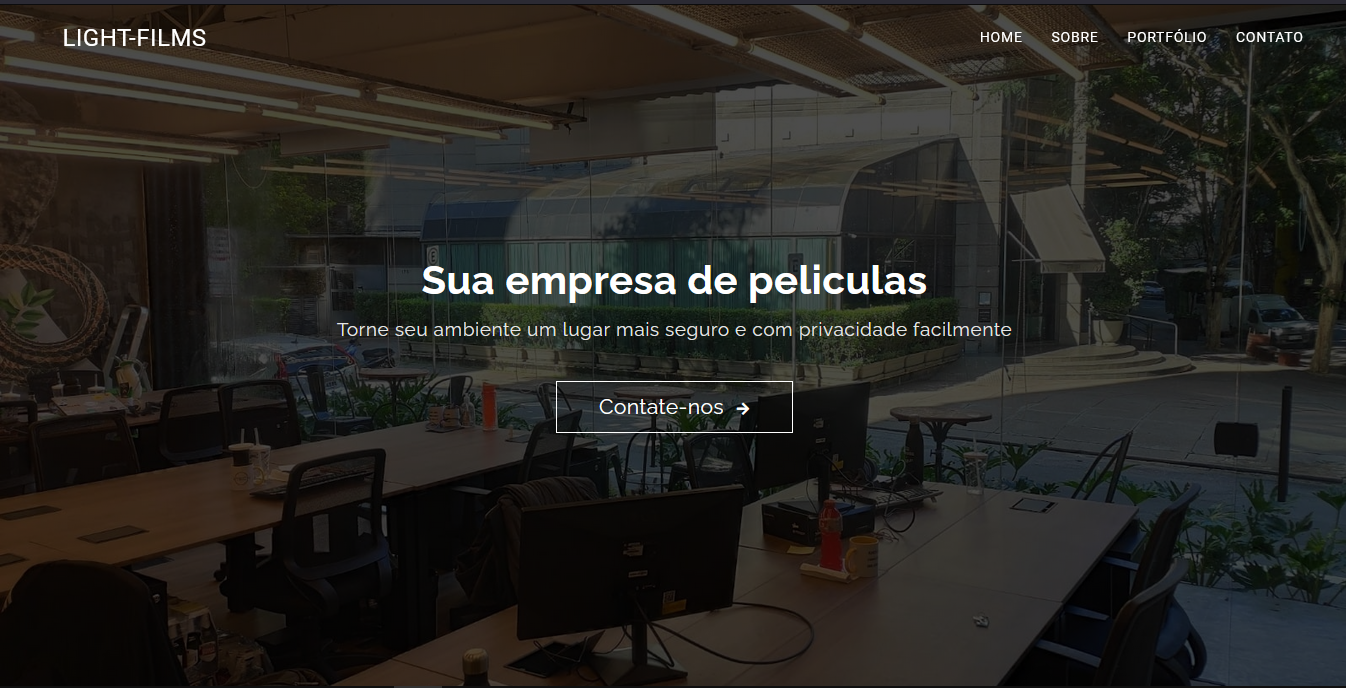 LIGHT-FILMS
HOME SOBRE PORTFÓLIO CONTATO
Sua empresa de peliculas
Torne seu ambiente um lugar mais seguro e com privacidade facilmente
Contate-nos